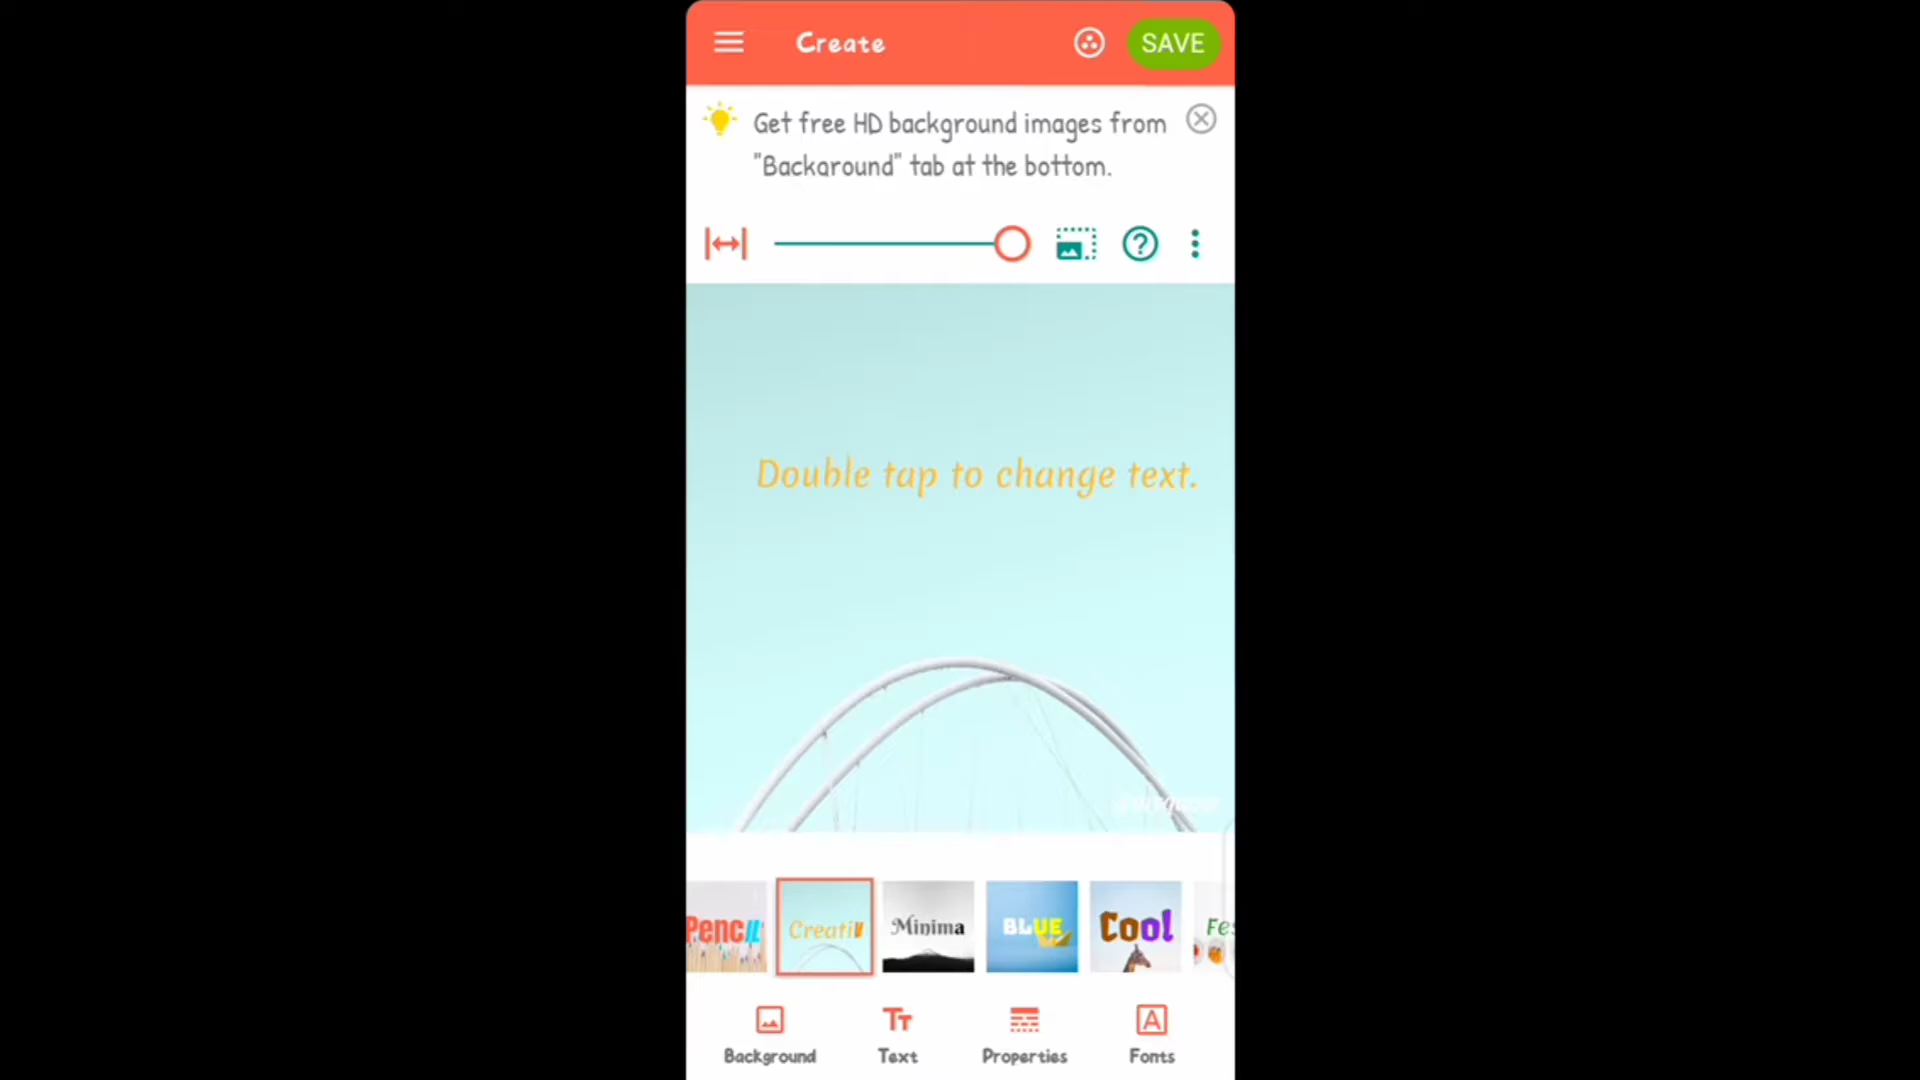 Create
SAVE
Get free HD background images from
"Backaround" tab at the bottom.
Double tap to change text.
Pencil
Creativ
Minima
BLUE
Cool
Fes
Background
Text
Properties
Fonts